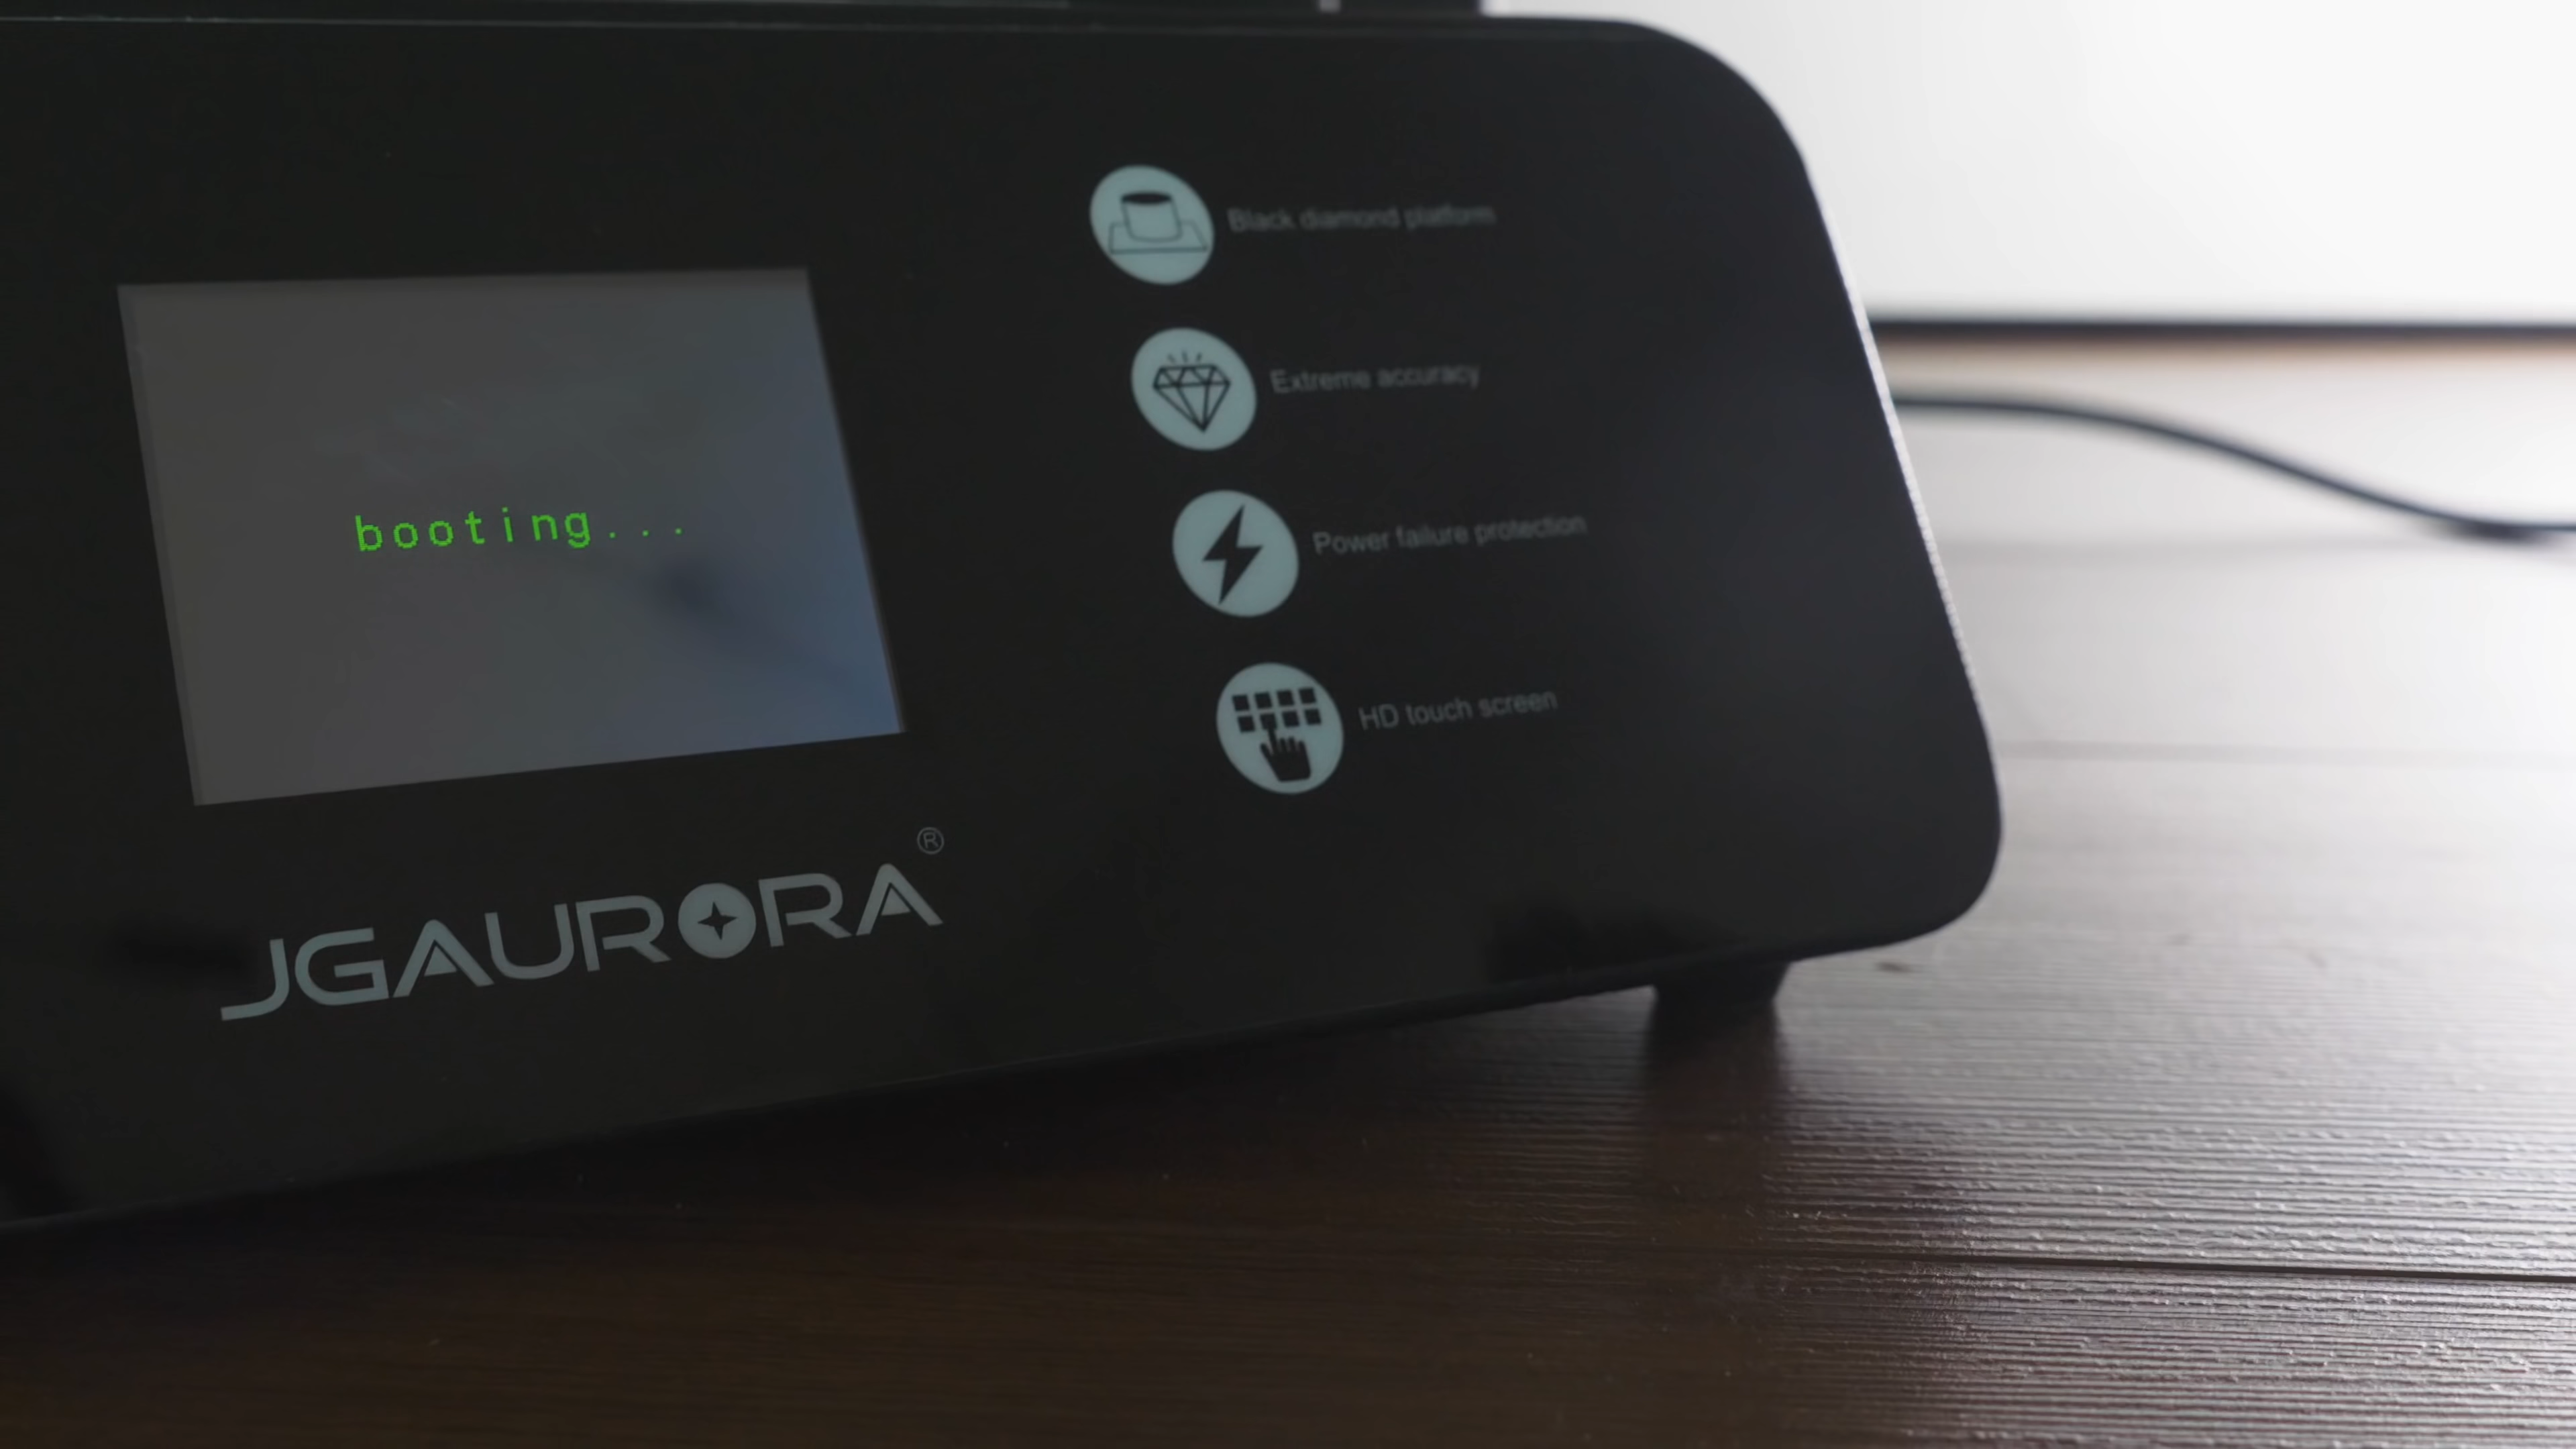 booting...
JGAURORA®
Black diamond platform
Extreme accuracy
Power failure protection
HD touch screen